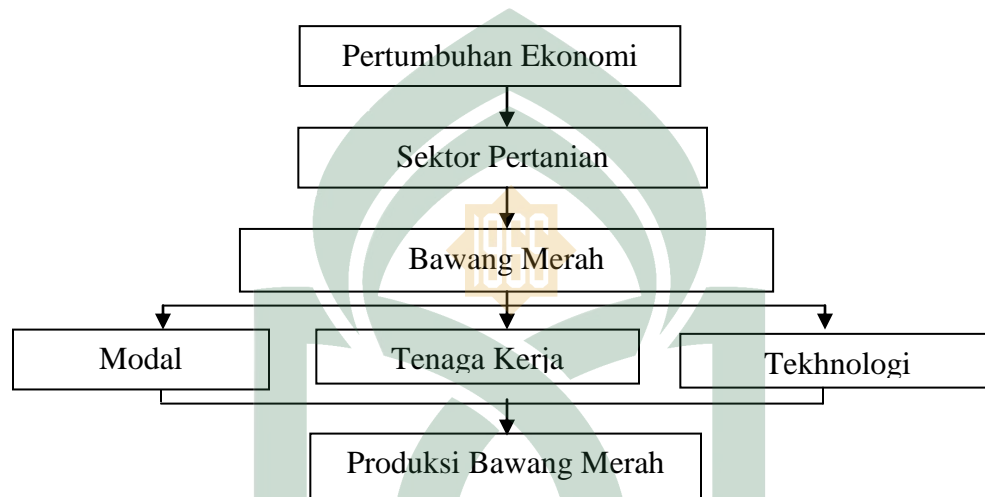 Pertumbuhan Ekonomi
Sektor Pertanian
Bawang Merah
Modal
Tenaga Kerja
Tekhnologi
Produksi Bawang Merah